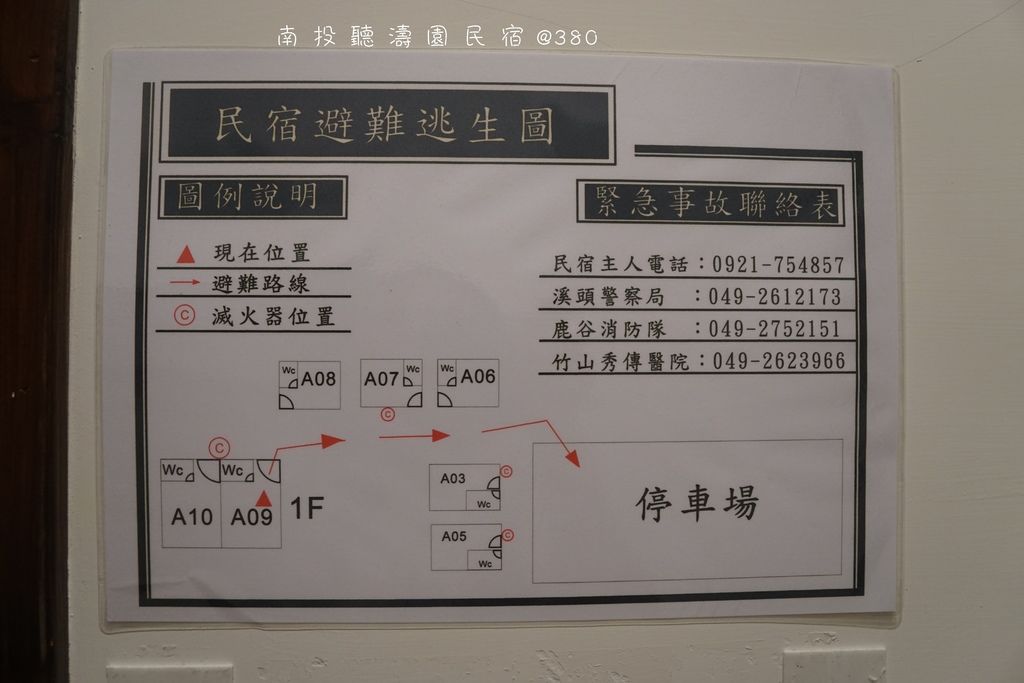 南投聽濤園民宿@380
民宿避難逃生圖
圖例說明
▲ 現在位置
→ 避難路線
Ⓒ 滅火器位置
緊急事故聯絡表
民宿主人電話：0921-754857
溪頭警察局 ：049-2612173
鹿谷消防隊 ：049-2752151
竹山秀傳醫院：049-2623966
Wc A08
A07 Wc
Wc A06
C
C
Wc Wc
A10 A09 1F
A03 C
Wc
A05 C
Wc
停車場